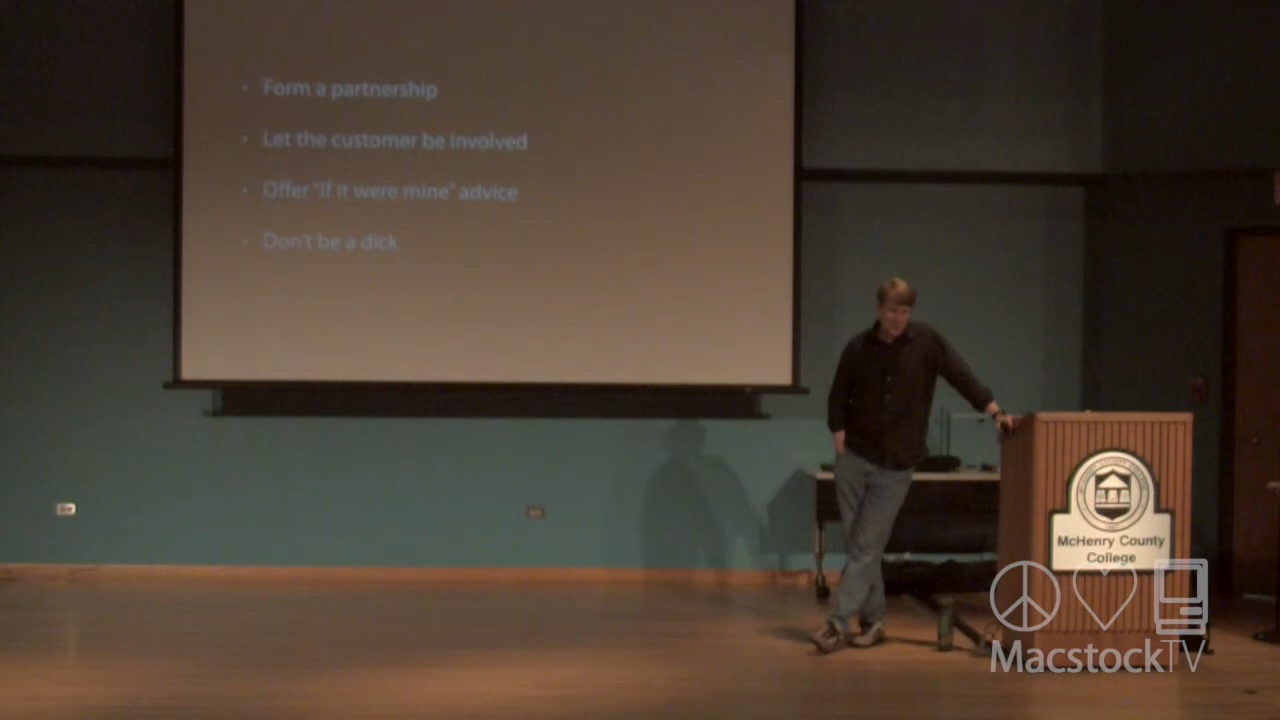 · Form a partnership
· Let the customer be involved
· Offer "If it were mine" advice
· Don't be a dick
McHenry County
College
MacstockTV